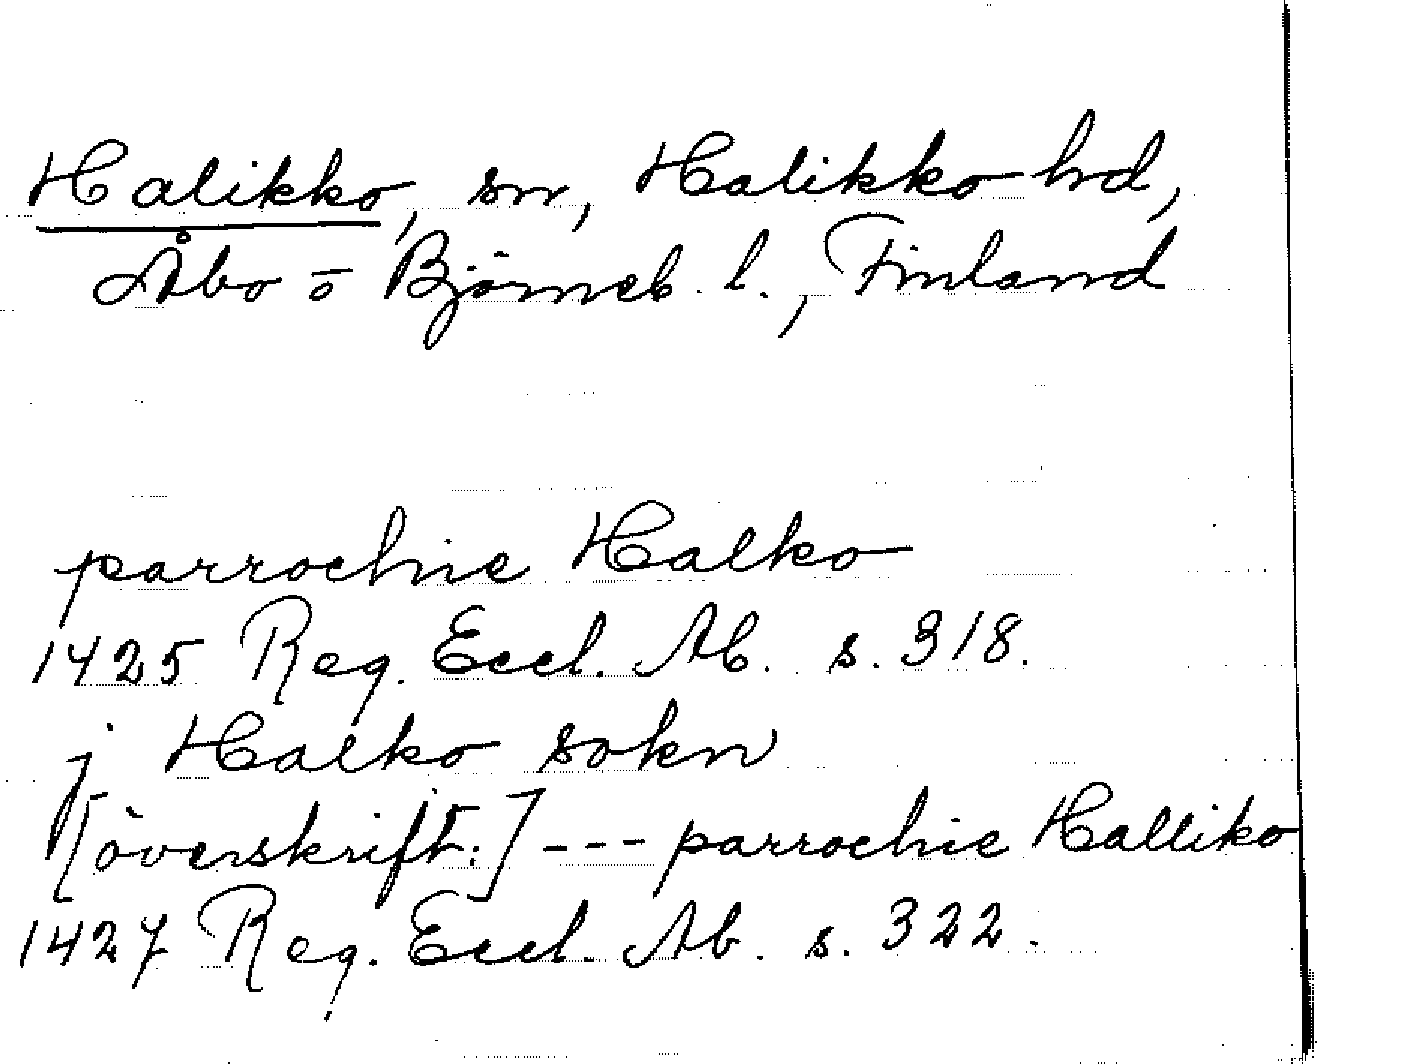 Halikko, sn, Halikko hd,
Åbo o Björneb. l., Finland
parrochie Halko
1425 Reg. Eccl. Ab. s. 318.
j Halko sokn
[överskrift:] --- parrochie Halliko
1427 Reg. Eccl. Ab. s. 322.